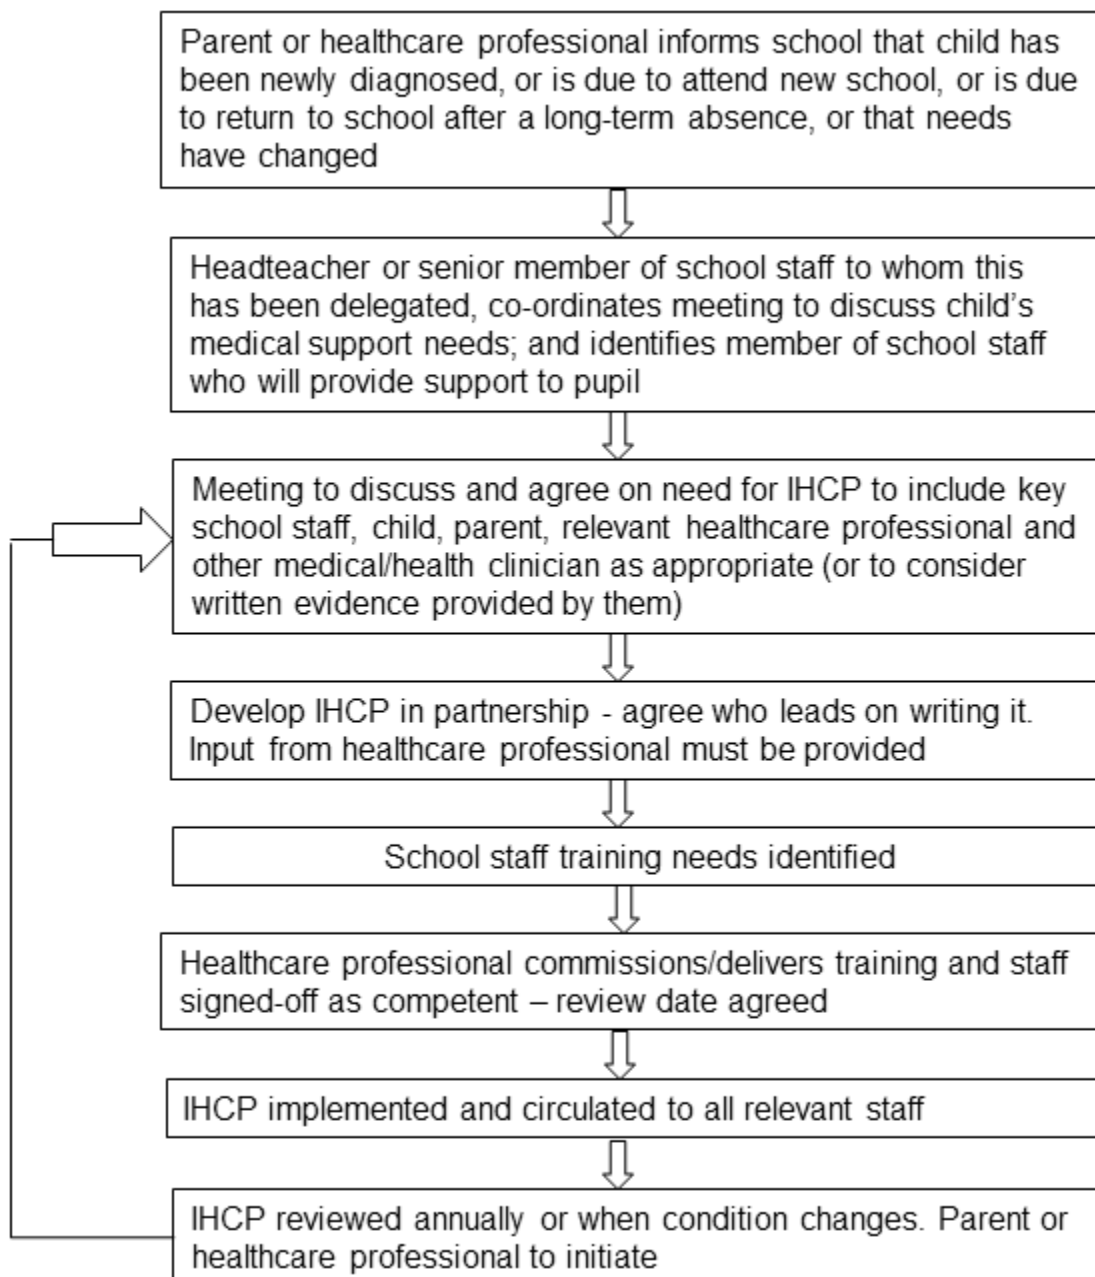 Parent or healthcare professional informs school that child has
been newly diagnosed, or is due to attend new school, or is due
to return to school after a long-term absence, or that needs
have changed
Headteacher or senior member of school staff to whom this
has been delegated, co-ordinates meeting to discuss child's
medical support needs; and identifies member of school staff
who will provide support to pupil
Meeting to discuss and agree on need for IHCP to include key
school staff, child, parent, relevant healthcare professional and
other medical/health clinician as appropriate (or to consider
written evidence provided by them)
Develop IHCP in partnership - agree who leads on writing it.
Input from healthcare professional must be provided
School staff training needs identified
Healthcare professional commissions/delivers training and staff
signed-off as competent – review date agreed
IHCP implemented and circulated to all relevant staff
IHCP reviewed annually or when condition changes. Parent or
healthcare professional to initiate